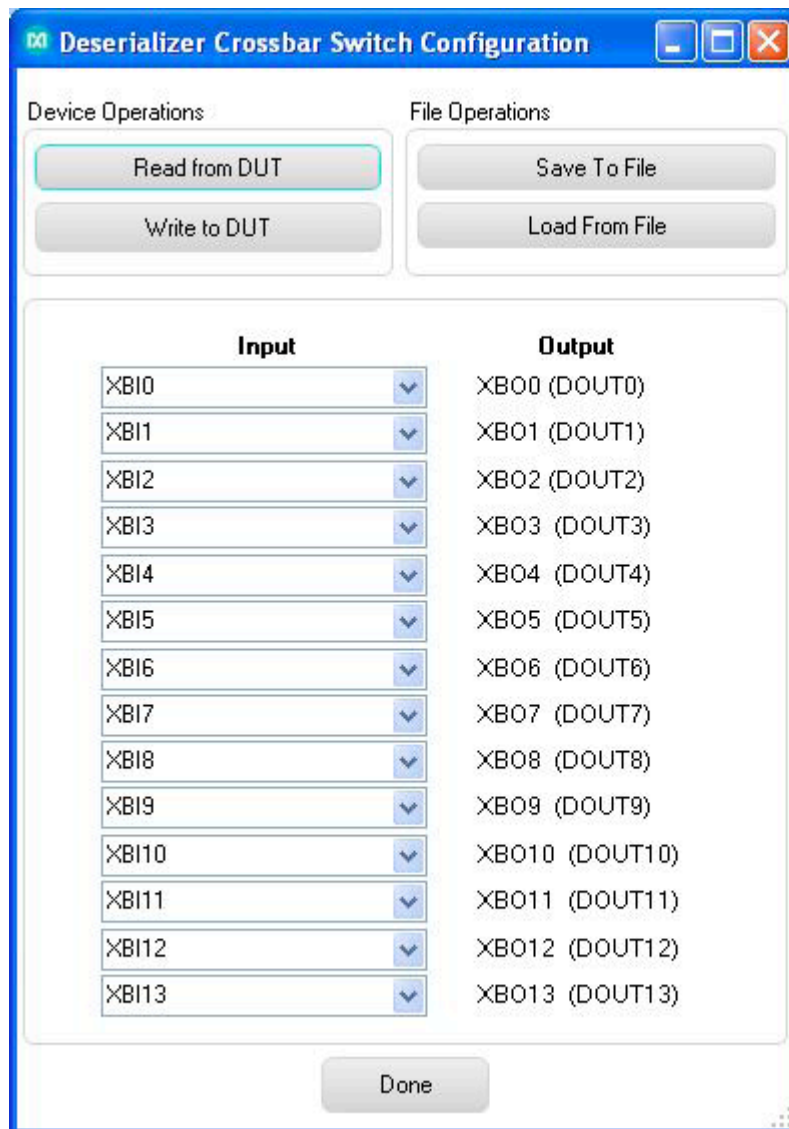 Deserializer Crossbar Switch Configuration
Device Operations
File Operations
Read from DUT
Save To File
Write to DUT
Load From File
Input Output
XBI0 XBO0 (DOUT0)
XBI1 XBO1 (DOUT1)
XBI2 XBO2 (DOUT2)
XBI3 XBO3 (DOUT3)
XBI4 XBO4 (DOUT4)
XBI5 XBO5 (DOUT5)
XBI6 XBO6 (DOUT6)
XBI7 XBO7 (DOUT7)
XBI8 XBO8 (DOUT8)
XBI9 XBO9 (DOUT9)
XBI10 XBO10 (DOUT10)
XBI11 XBO11 (DOUT11)
XBI12 XBO12 (DOUT12)
XBI13 XBO13 (DOUT13)
Done